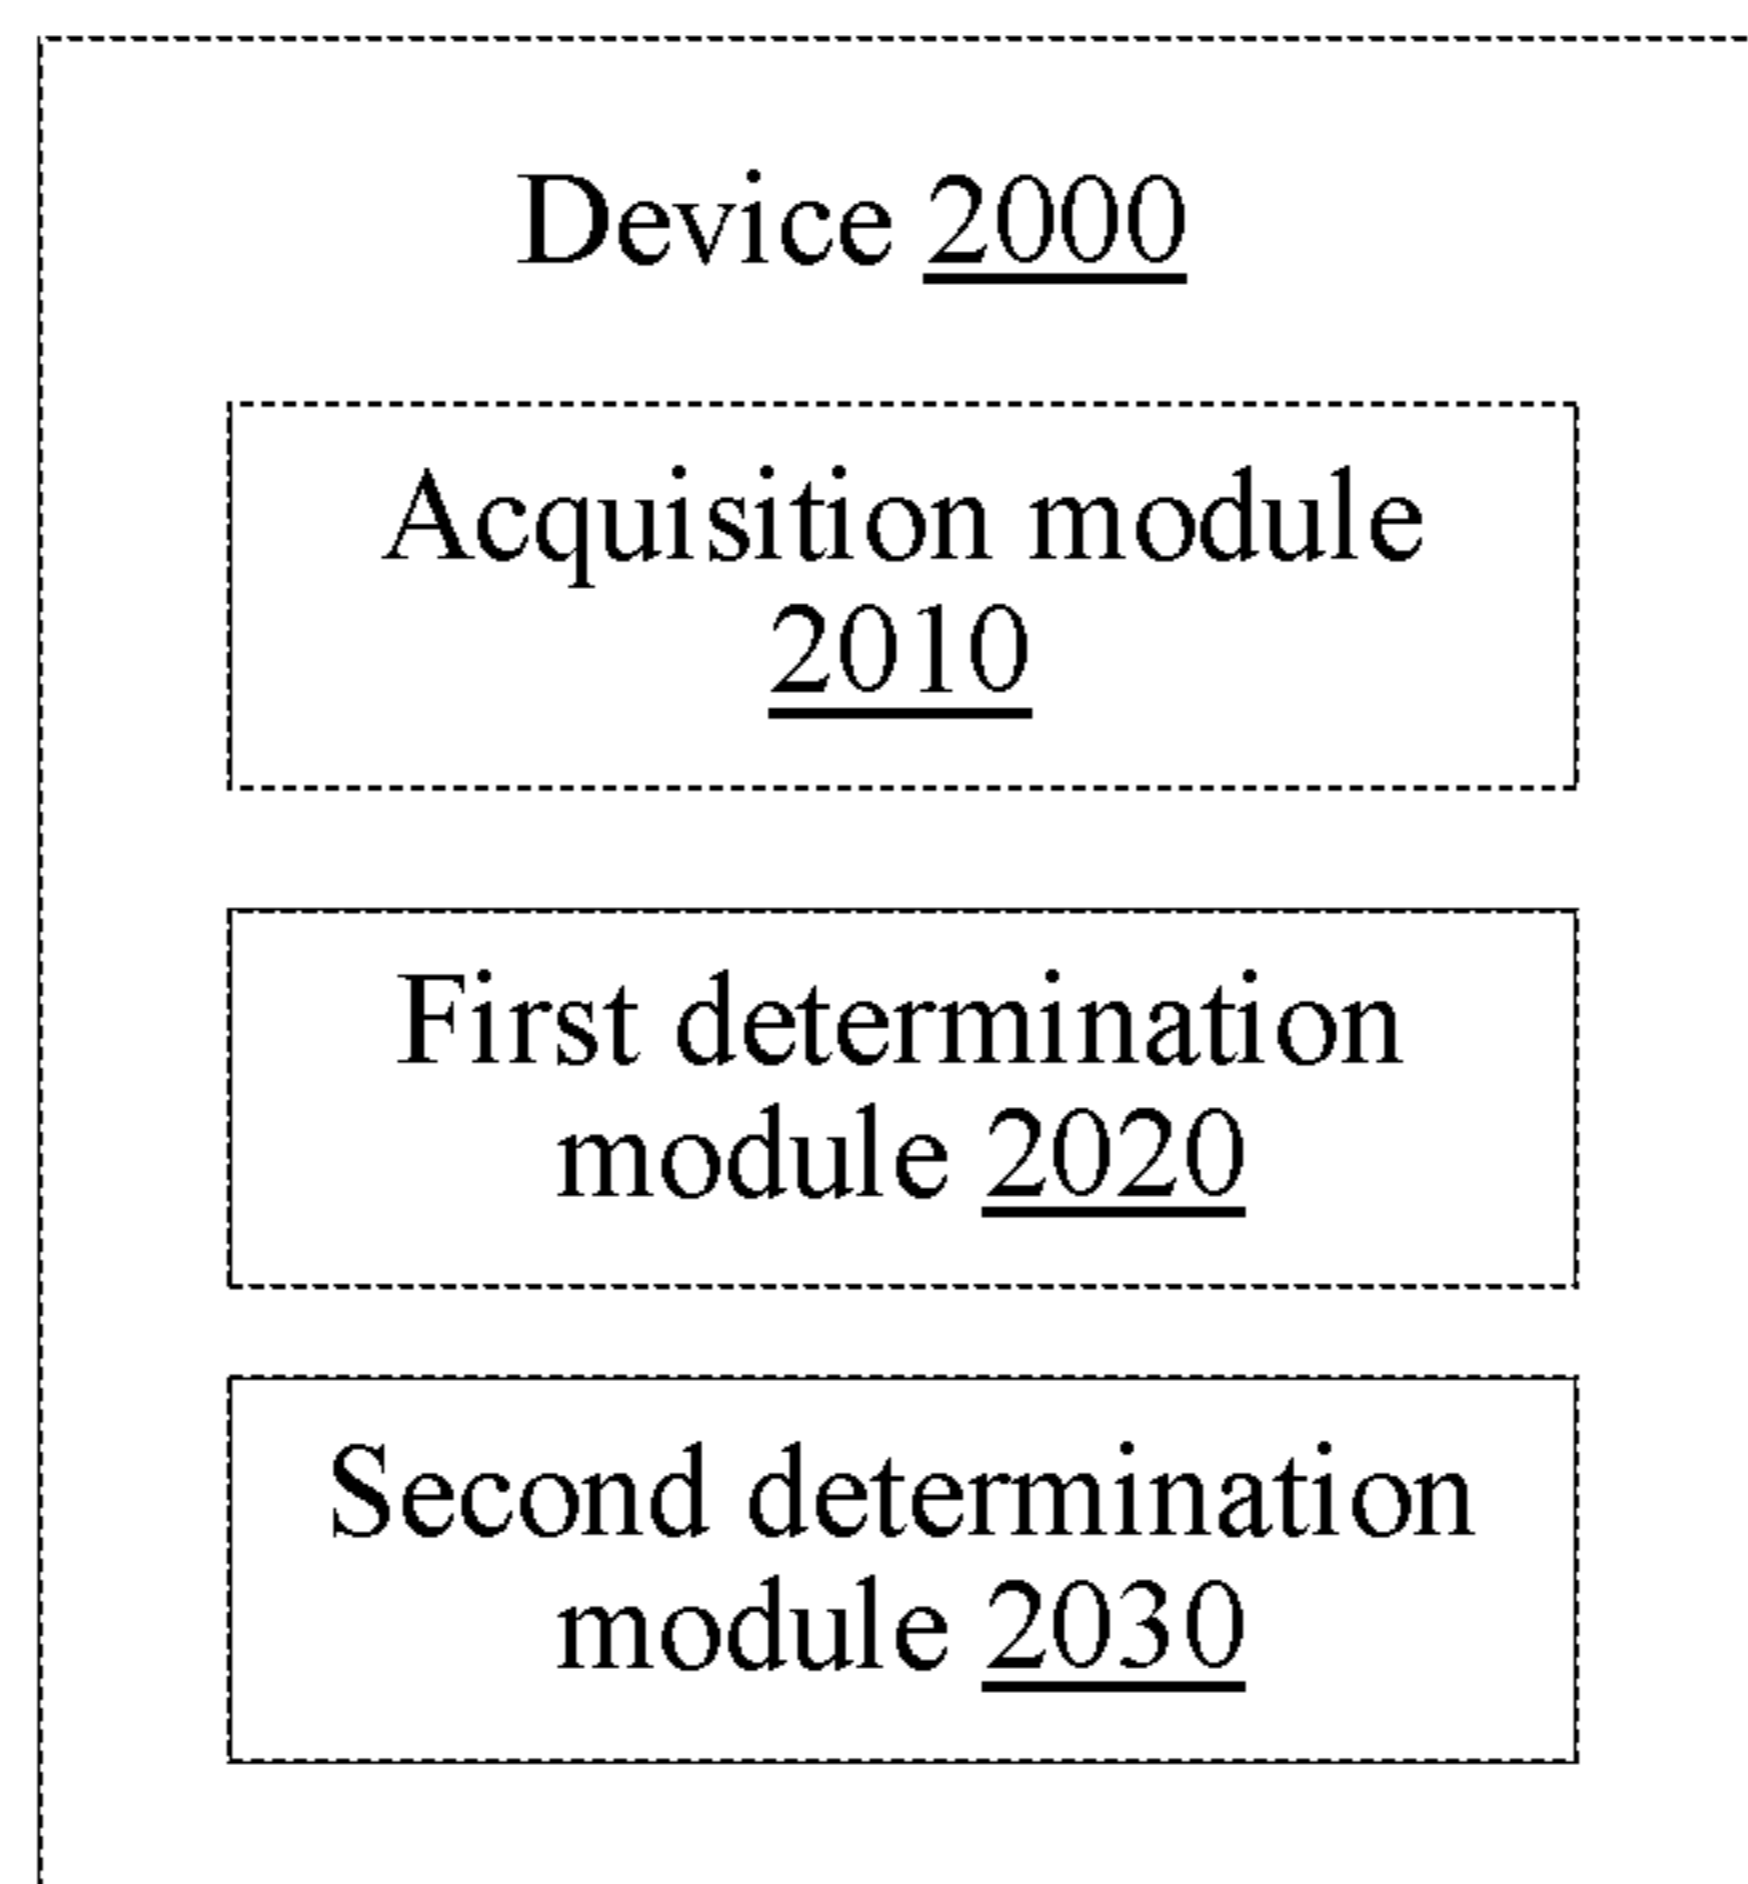 Device 2000
Acquisition module
2010
First determination
module 2020
Second determination
module 2030